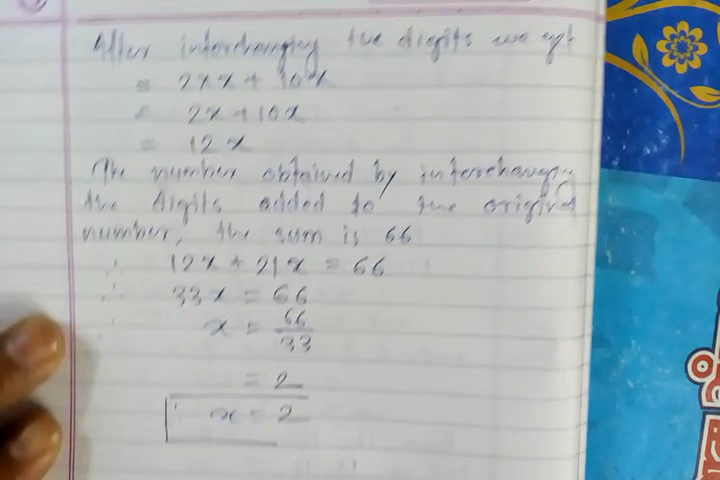 After interchanging the digits we get
= 2×x + 10x
= 2x + 10x
= 12x
The number obtained by interchanging
the digits added to the original
number, the sum is 66
∴ 12x + 21x = 66
∴ 33x = 66
x = 66/33
= 2
x = 2